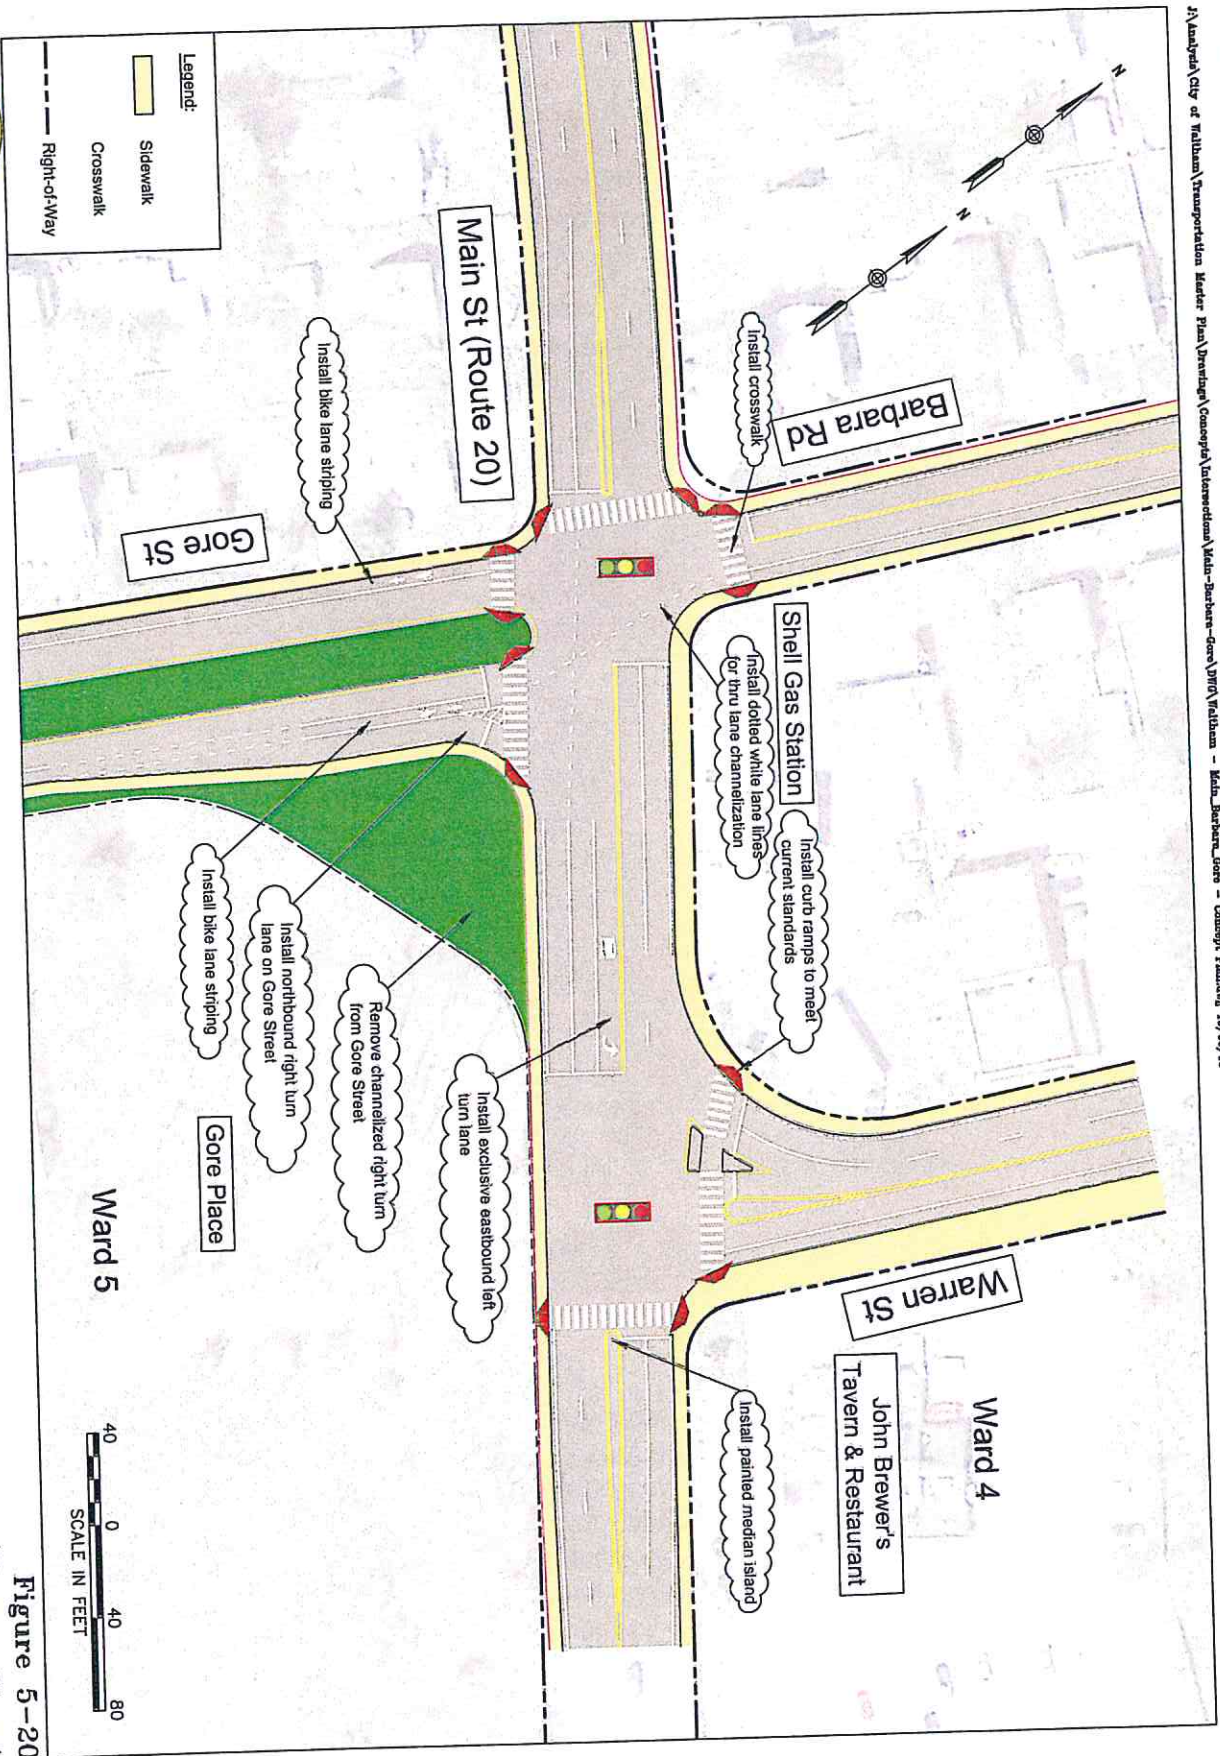 J:\Analysis\City of Waltham\Transportation Master Plan\Drawings\Concepts\Intersections\Main-Barbara-Gore\DWG\Waltham - Main_Barbara_Gore - Concept
N
N
Barbara Rd
Install crosswalk
Main St (Route 20)
Shell Gas Station
Install dotted white lane lines
for thru lane channelization
Install curb ramps to meet
current standards
Warren St
John Brewer's
Tavern & Restaurant
Ward 4
Install painted median island
Install bike lane striping
Gore St
Install exclusive eastbound left
turn lane
Remove channelized right turn
from Gore Street
Install northbound right turn
lane on Gore Street
Install bike lane striping
Gore Place
Ward 5
Legend:
Sidewalk
Crosswalk
Right-of-Way
40 0 40 80
SCALE IN FEET
Figure 5-20